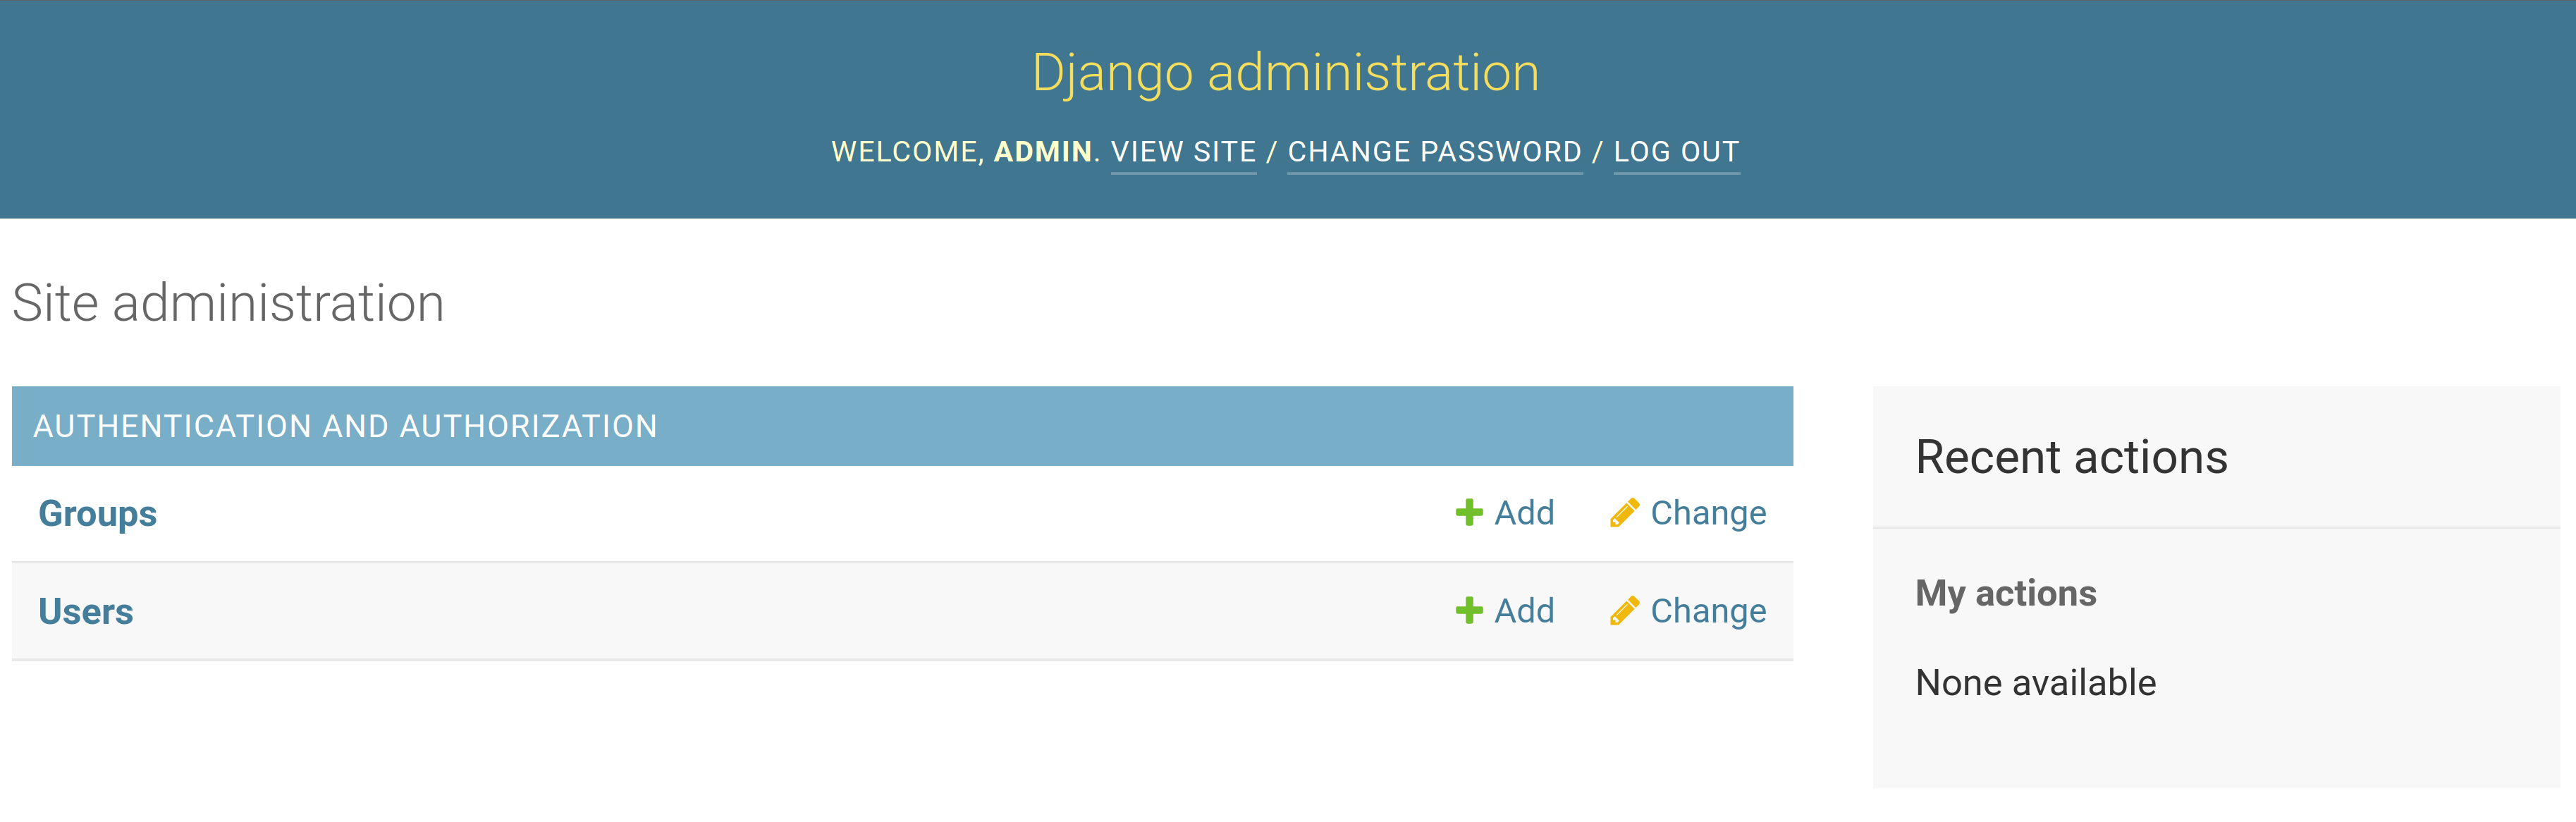 Django administration
WELCOME, ADMIN. VIEW SITE / CHANGE PASSWORD / LOG OUT
Site administration
AUTHENTICATION AND AUTHORIZATION
Groups Add Change
Users Add Change
Recent actions
My actions
None available